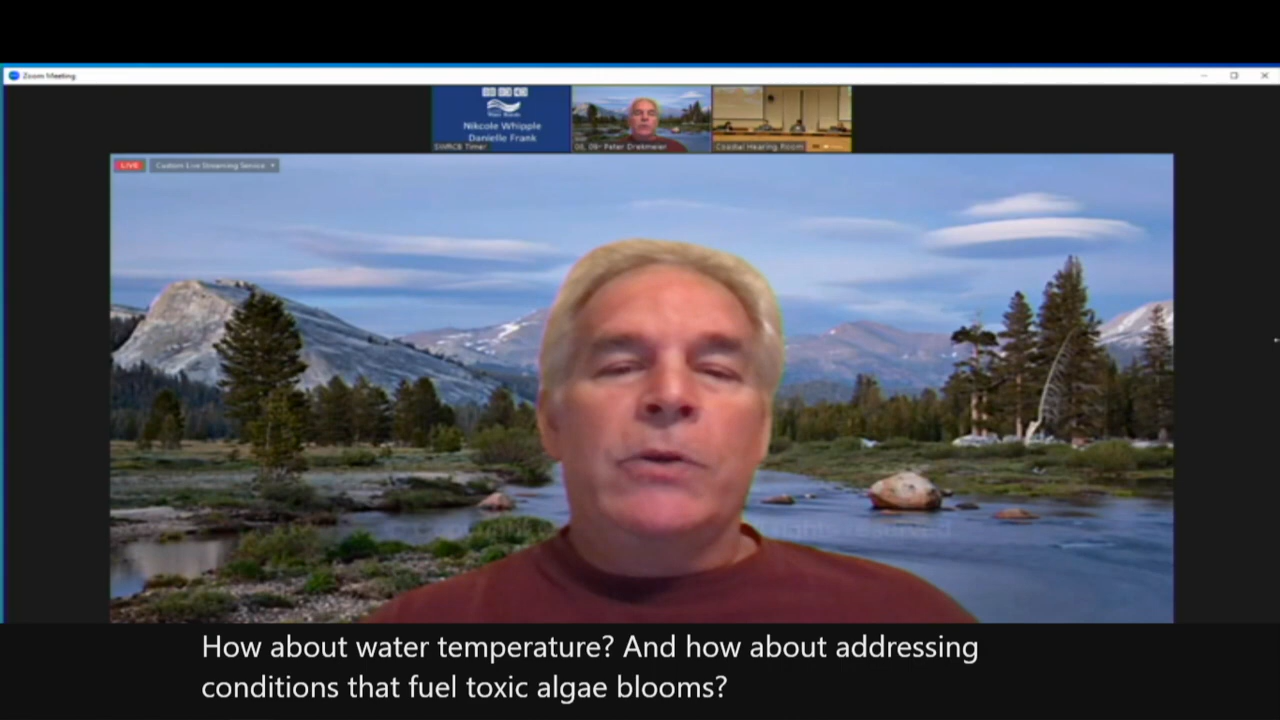 Zoom Meeting
Nikcole Whipple
Danielle Frank
SWRCB Timer
Peter Drekmeier
Coastal Hearing Room
LIVE
Custom Live Streaming Service
How about water temperature? And how about addressing
conditions that fuel toxic algae blooms?